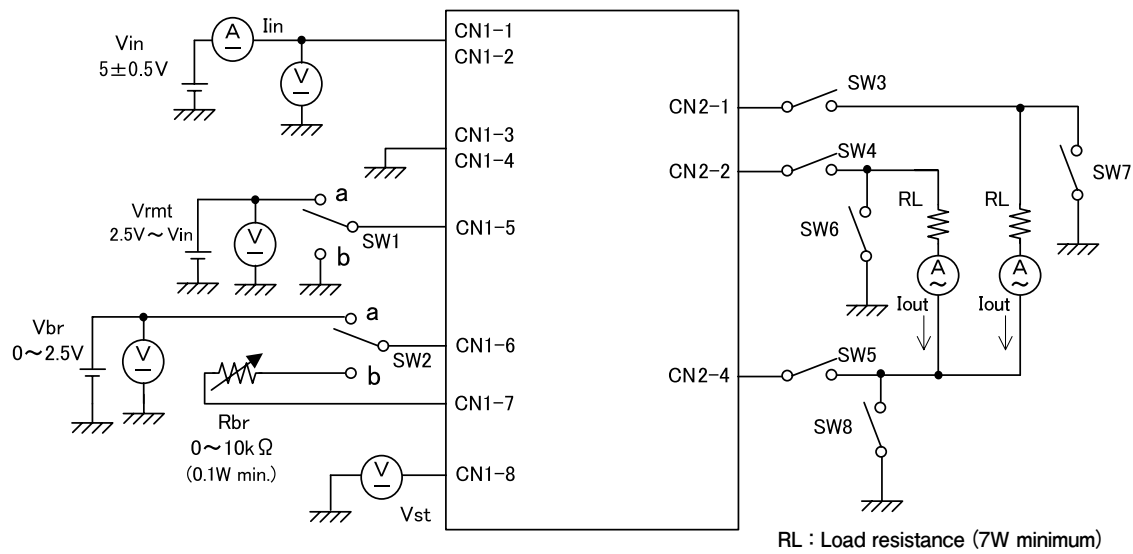 Vin
5±0.5V
A
Iin
V
CN1-1
CN1-2
CN1-3
CN1-4
Vrmt
2.5V～Vin
V
a
b
SW1
CN1-5
Vbr
0～2.5V
V
a
b
SW2
CN1-6
Rbr
0～10kΩ
(0.1W min.)
CN1-7
V
Vst
CN1-8
CN2-1
SW3
CN2-2
SW4
SW6
RL
RL
SW7
A
～
A
～
Iout
Iout
CN2-4
SW5
SW8
RL : Load resistance (7W minimum)